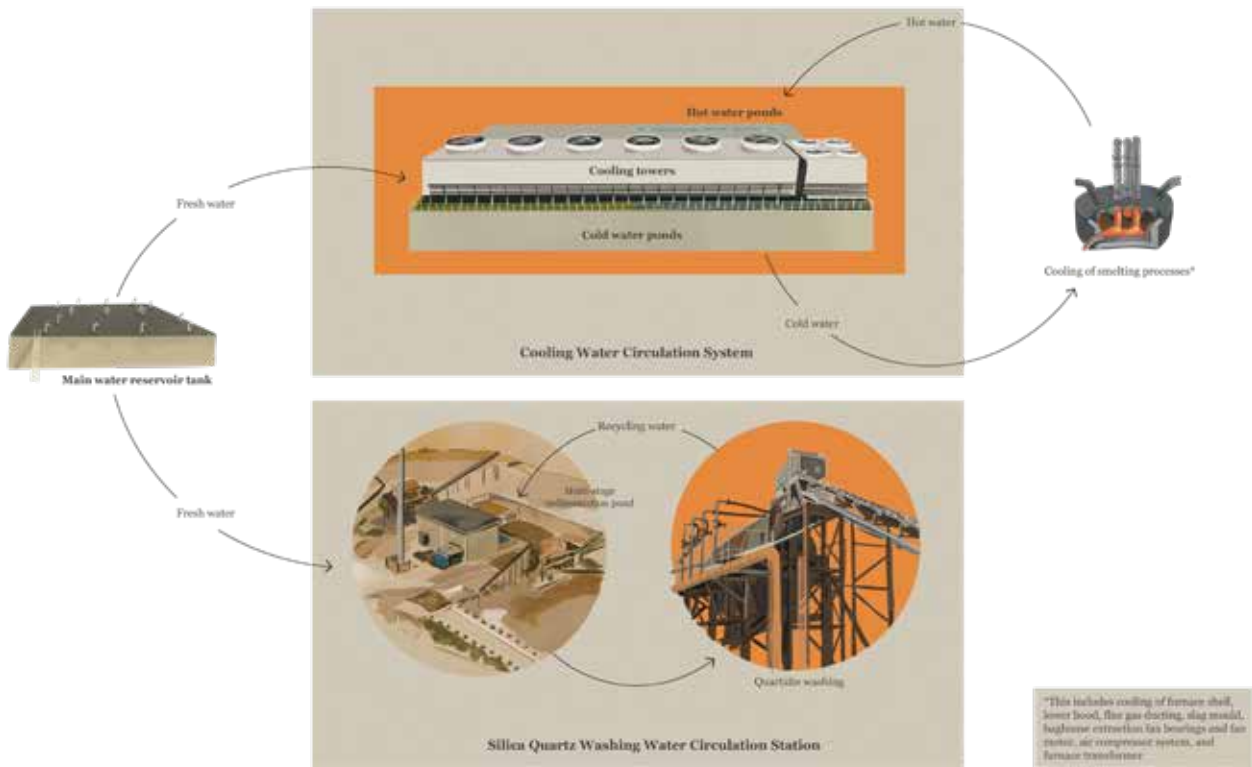 Hot water
Hot water ponds
Cooling towers
Cold water ponds
Fresh water
Cooling of smelting processes*
Cold water
Cooling Water Circulation System
Main water reservoir tank
Recycling water
Multi-stage
sedimentation pond
Fresh water
Quartzite washing
Silica Quartz Washing Water Circulation Station
*This includes cooling of furnace shell,
lower hood, flue gas ducting, slag mould,
baghouse extraction fan bearings and fan
motor, air compressor system, and
furnace transformer